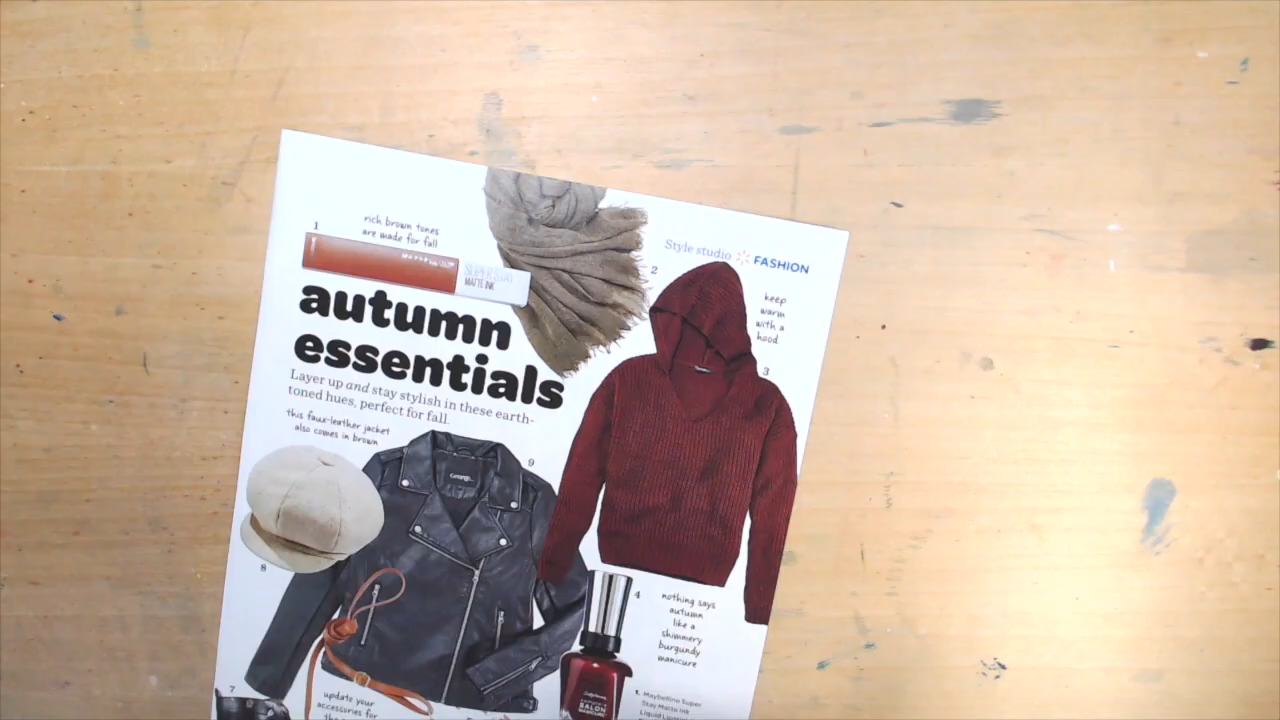 Style studio FASHION
1
rich brown tones
are made for fall
SUPERSTAY
MATTE INK
autumn
essentials
Layer up and stay stylish in these earth-
toned hues, perfect for fall.
2
keep
warm
with a
hood
3
this faux-leather jacket
also comes in brown
9
George
8
4
nothing says
autumn
like a
shimmery
burgundy
manicure
SALON
MANICURE
7
update your
accessories for
1. Maybelline Super
Stay Matte Ink